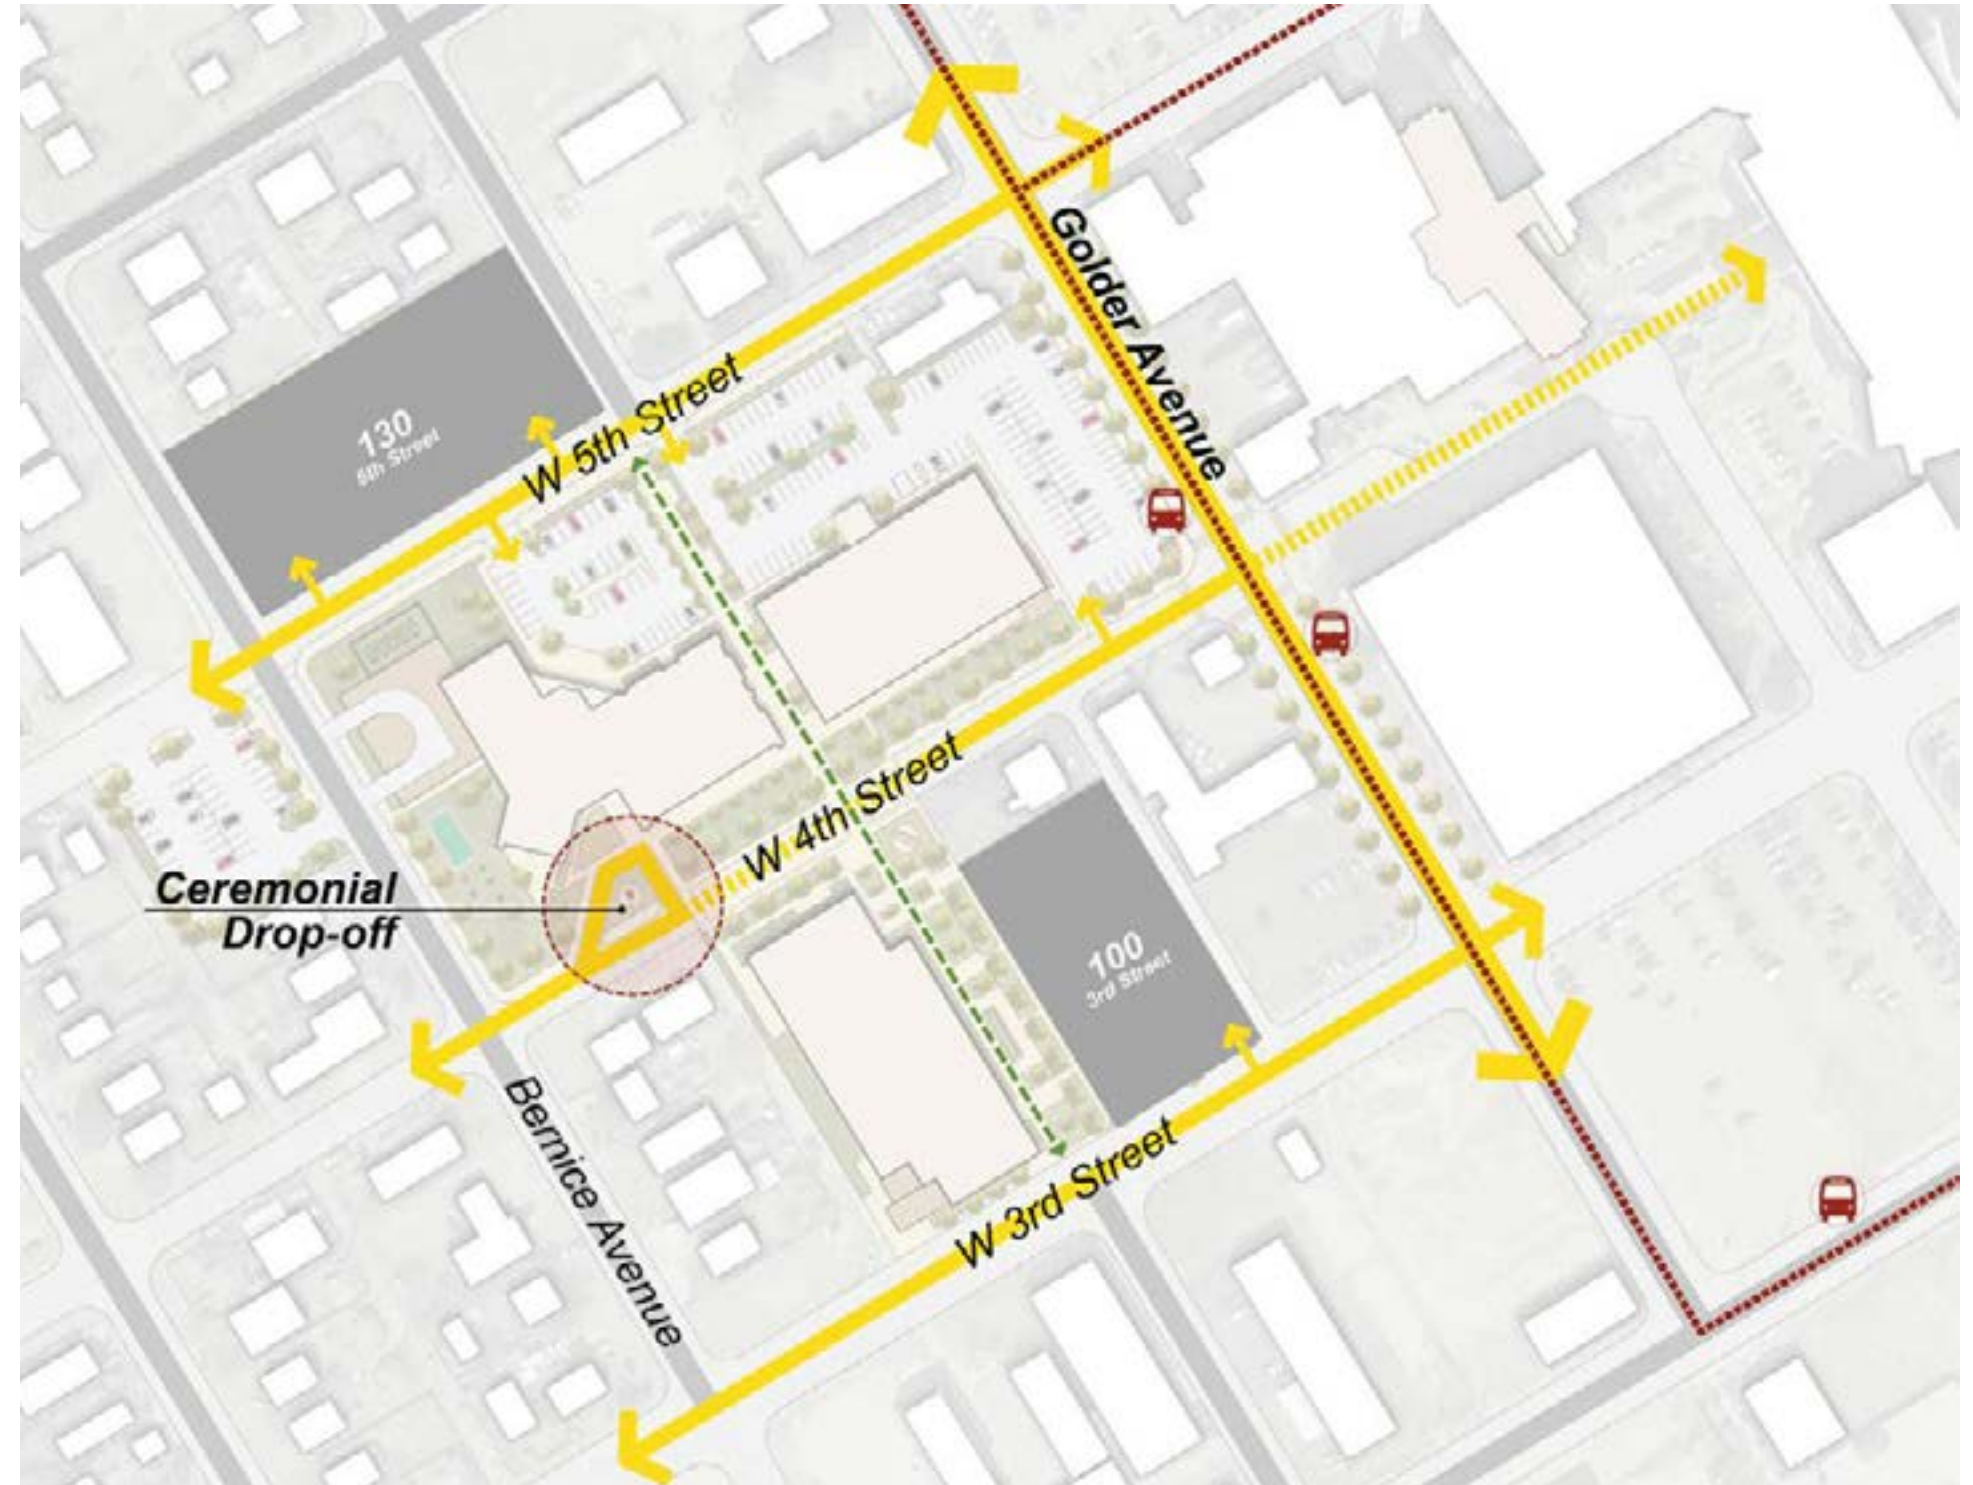 Golder Avenue
W 5th Street
130
5th Street
W 4th Street
Ceremonial
Drop-off
100
3rd Street
Bernice Avenue
W 3rd Street